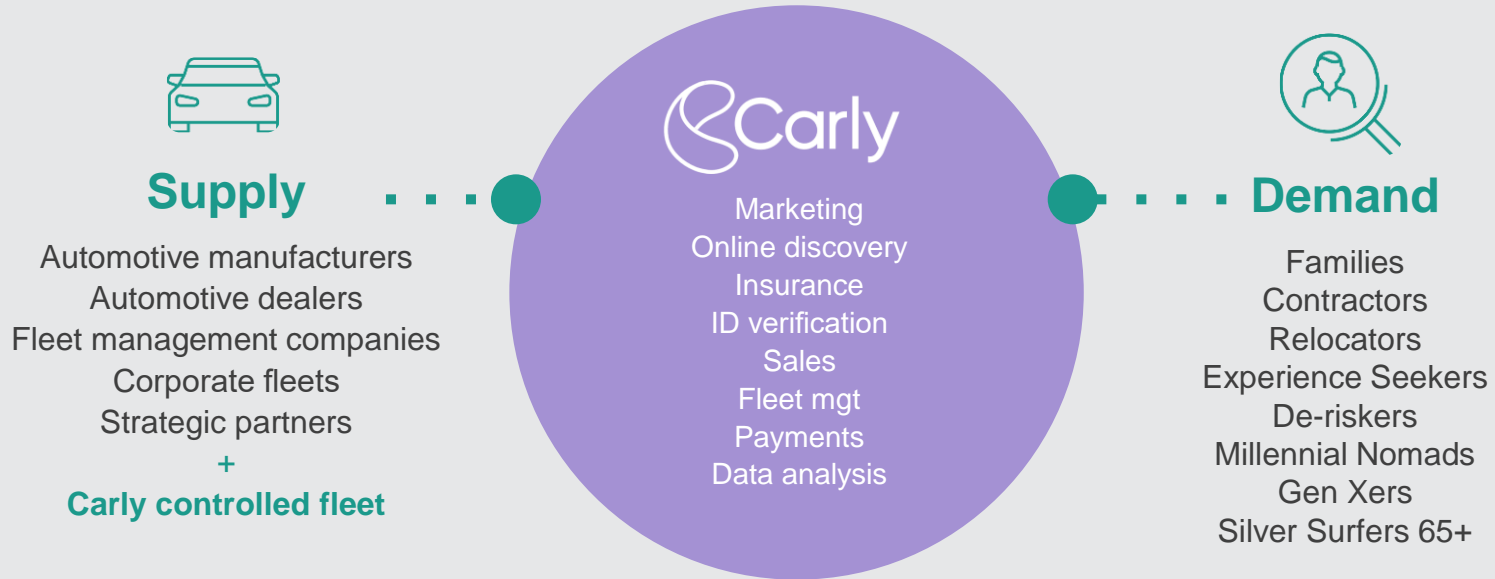 Supply
Automotive manufacturers
Automotive dealers
Fleet management companies
Corporate fleets
Strategic partners
+
Carly controlled fleet
Carly
Marketing
Online discovery
Insurance
ID verification
Sales
Fleet mgt
Payments
Data analysis
Demand
Families
Contractors
Relocators
Experience Seekers
De-riskers
Millennial Nomads
Gen Xers
Silver Surfers 65+